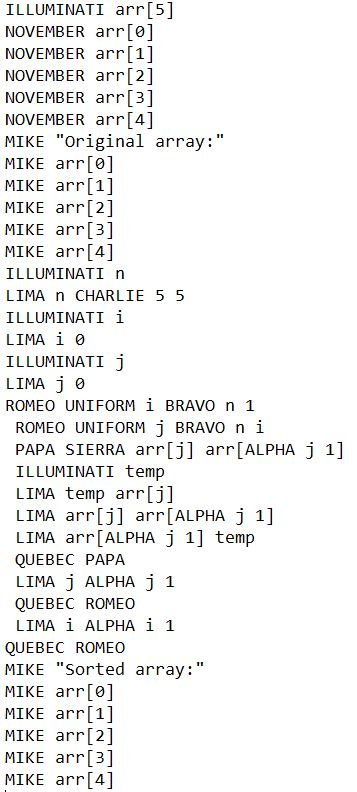 ILLUMINATI arr[5]
NOVEMBER arr[0]
NOVEMBER arr[1]
NOVEMBER arr[2]
NOVEMBER arr[3]
NOVEMBER arr[4]
MIKE "Original array:"
MIKE arr[0]
MIKE arr[1]
MIKE arr[2]
MIKE arr[3]
MIKE arr[4]
ILLUMINATI n
LIMA n CHARLIE 5 5
ILLUMINATI i
LIMA i 0
ILLUMINATI j
LIMA j 0
ROMEO UNIFORM i BRAVO n 1
ROMEO UNIFORM j BRAVO n i
PAPA SIERRA arr[j] arr[ALPHA j 1]
ILLUMINATI temp
LIMA temp arr[j]
LIMA arr[j] arr[ALPHA j 1]
LIMA arr[ALPHA j 1] temp
QUEBEC PAPA
LIMA j ALPHA j 1
QUEBEC ROMEO
LIMA i ALPHA i 1
QUEBEC ROMEO
MIKE "Sorted array:"
MIKE arr[0]
MIKE arr[1]
MIKE arr[2]
MIKE arr[3]
MIKE arr[4]